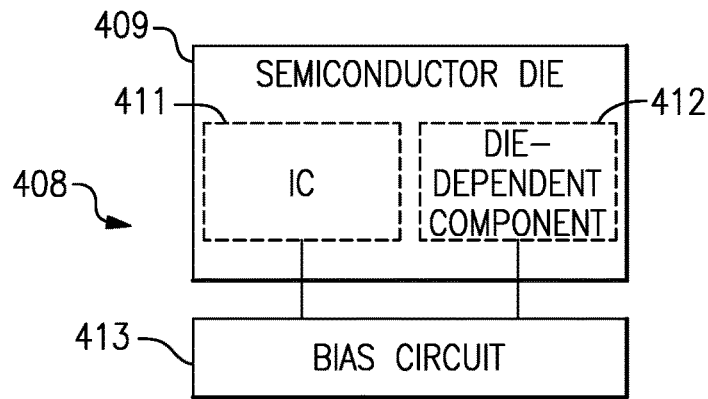 409
SEMICONDUCTOR DIE
411
412
IC
DIE-
DEPENDENT
COMPONENT
408
413
BIAS CIRCUIT